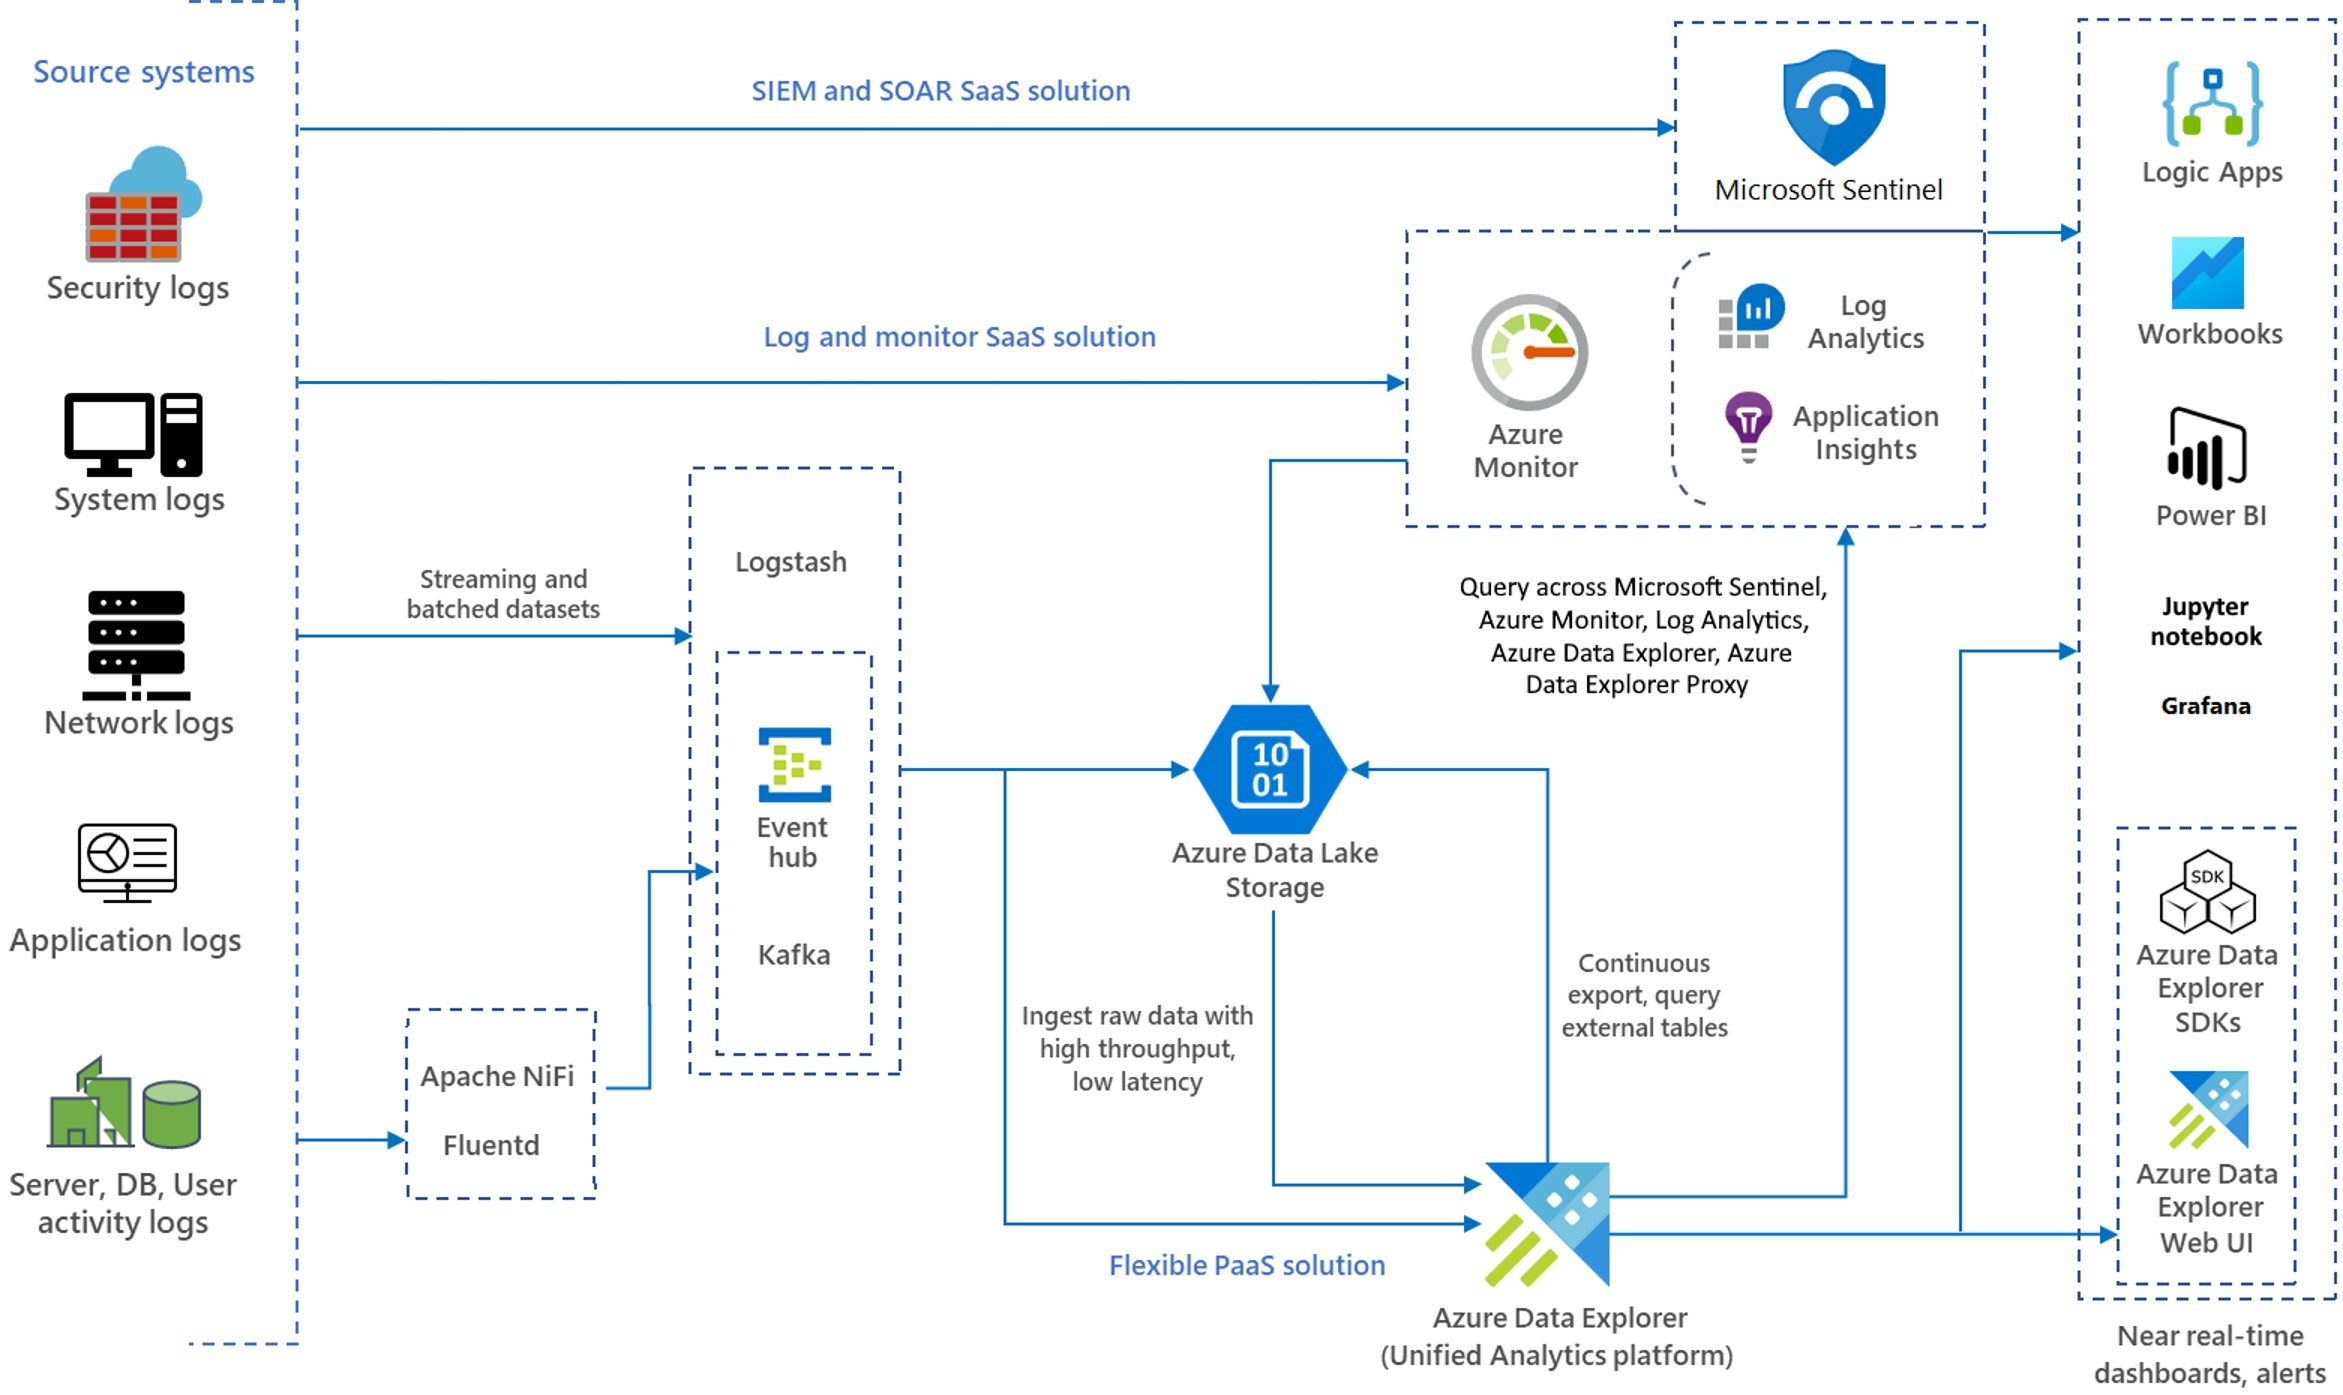 Source systems
Security logs
System logs
Network logs
Application logs
Server, DB, User
activity logs
SIEM and SOAR SaaS solution
Log and monitor SaaS solution
Streaming and
batched datasets
Apache NiFi
Fluentd
Logstash
Event
hub
Kafka
Microsoft Sentinel
Azure
Monitor
Log
Analytics
Application
Insights
Query across Microsoft Sentinel,
Azure Monitor, Log Analytics,
Azure Data Explorer, Azure
Data Explorer Proxy
10
01
Azure Data Lake
Storage
Ingest raw data with
high throughput,
low latency
Continuous
export, query
external tables
Flexible PaaS solution
Azure Data Explorer
(Unified Analytics platform)
Logic Apps
Workbooks
Power BI
Jupyter
notebook
Grafana
SDK
Azure Data
Explorer
SDKs
Azure Data
Explorer
Web UI
Near real-time
dashboards, alerts